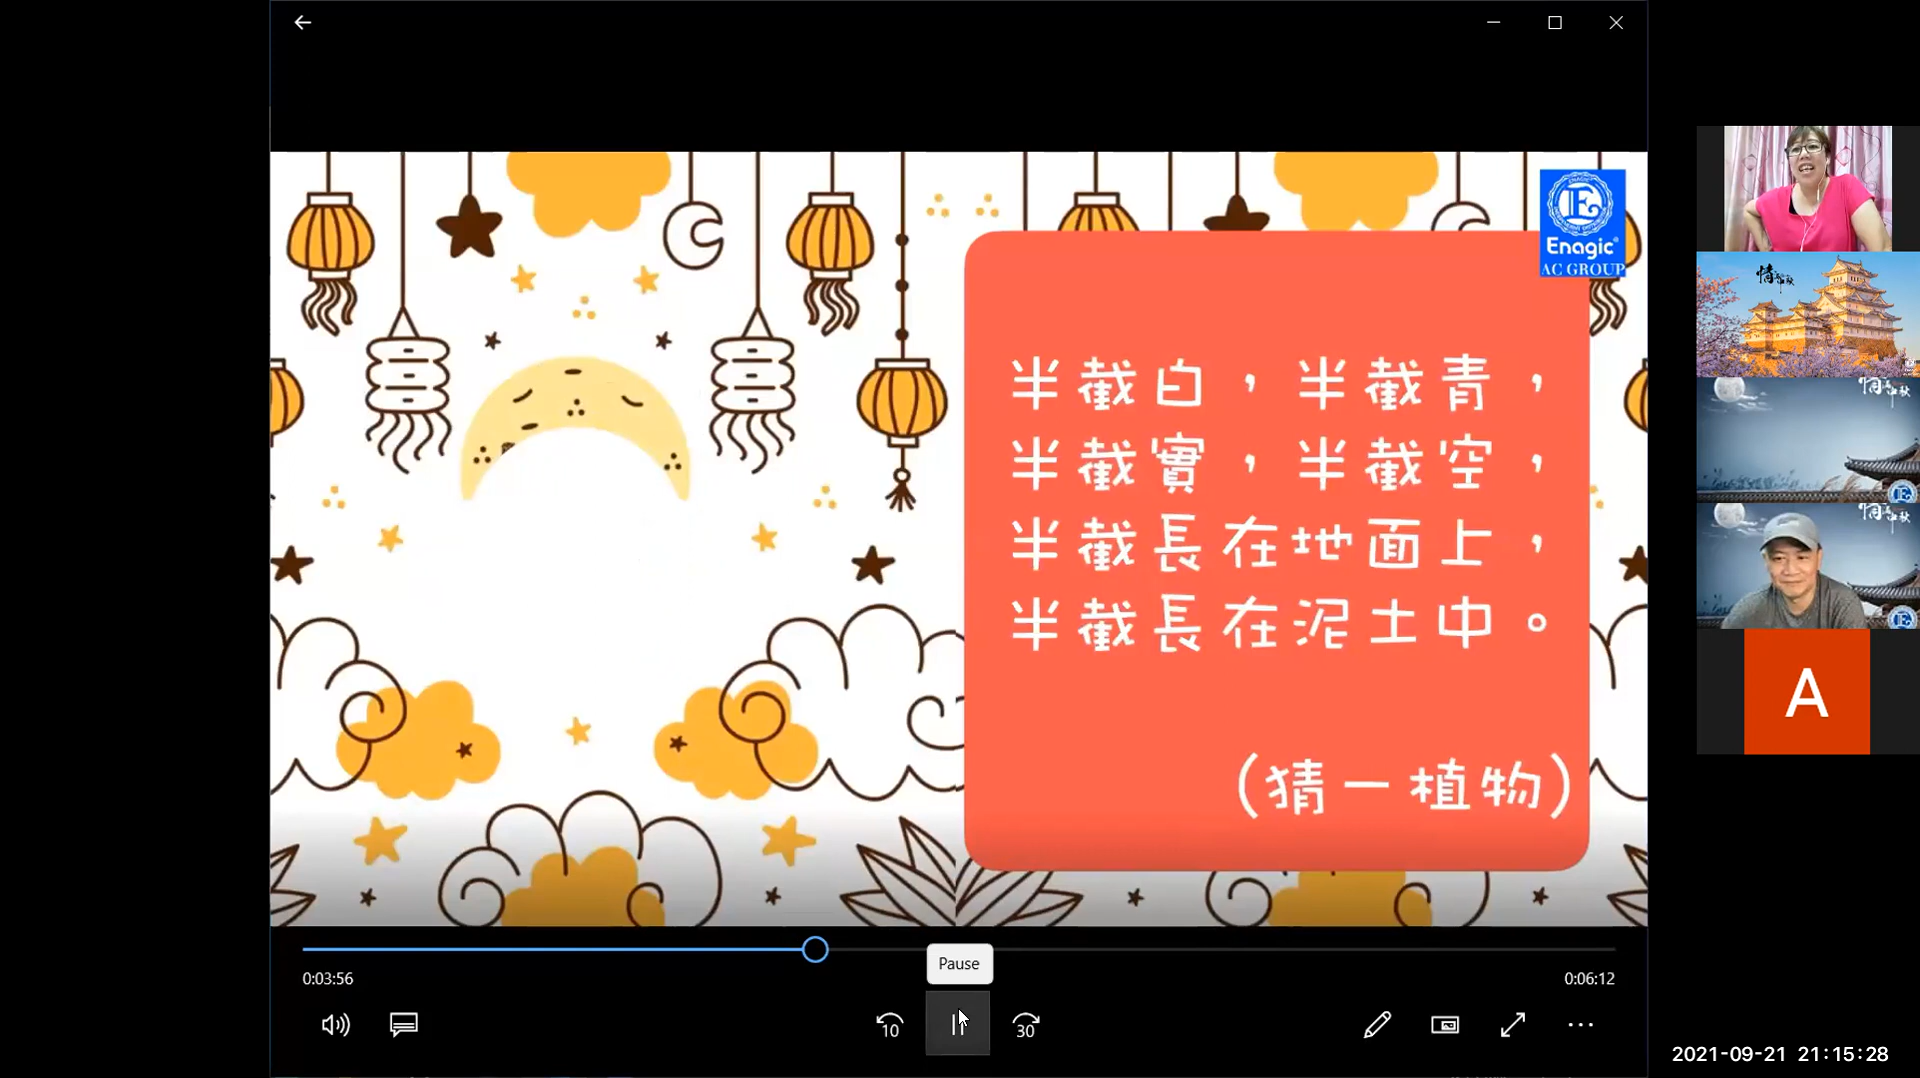 Enagic®
AC GROUP
半截白，半截青，
半截實，半截空，
半截長在地面上，
半截長在泥土中。
(猜一植物)
Pause
0:03:56
0:06:12
10
30
A
2021-09-21 21:15:28